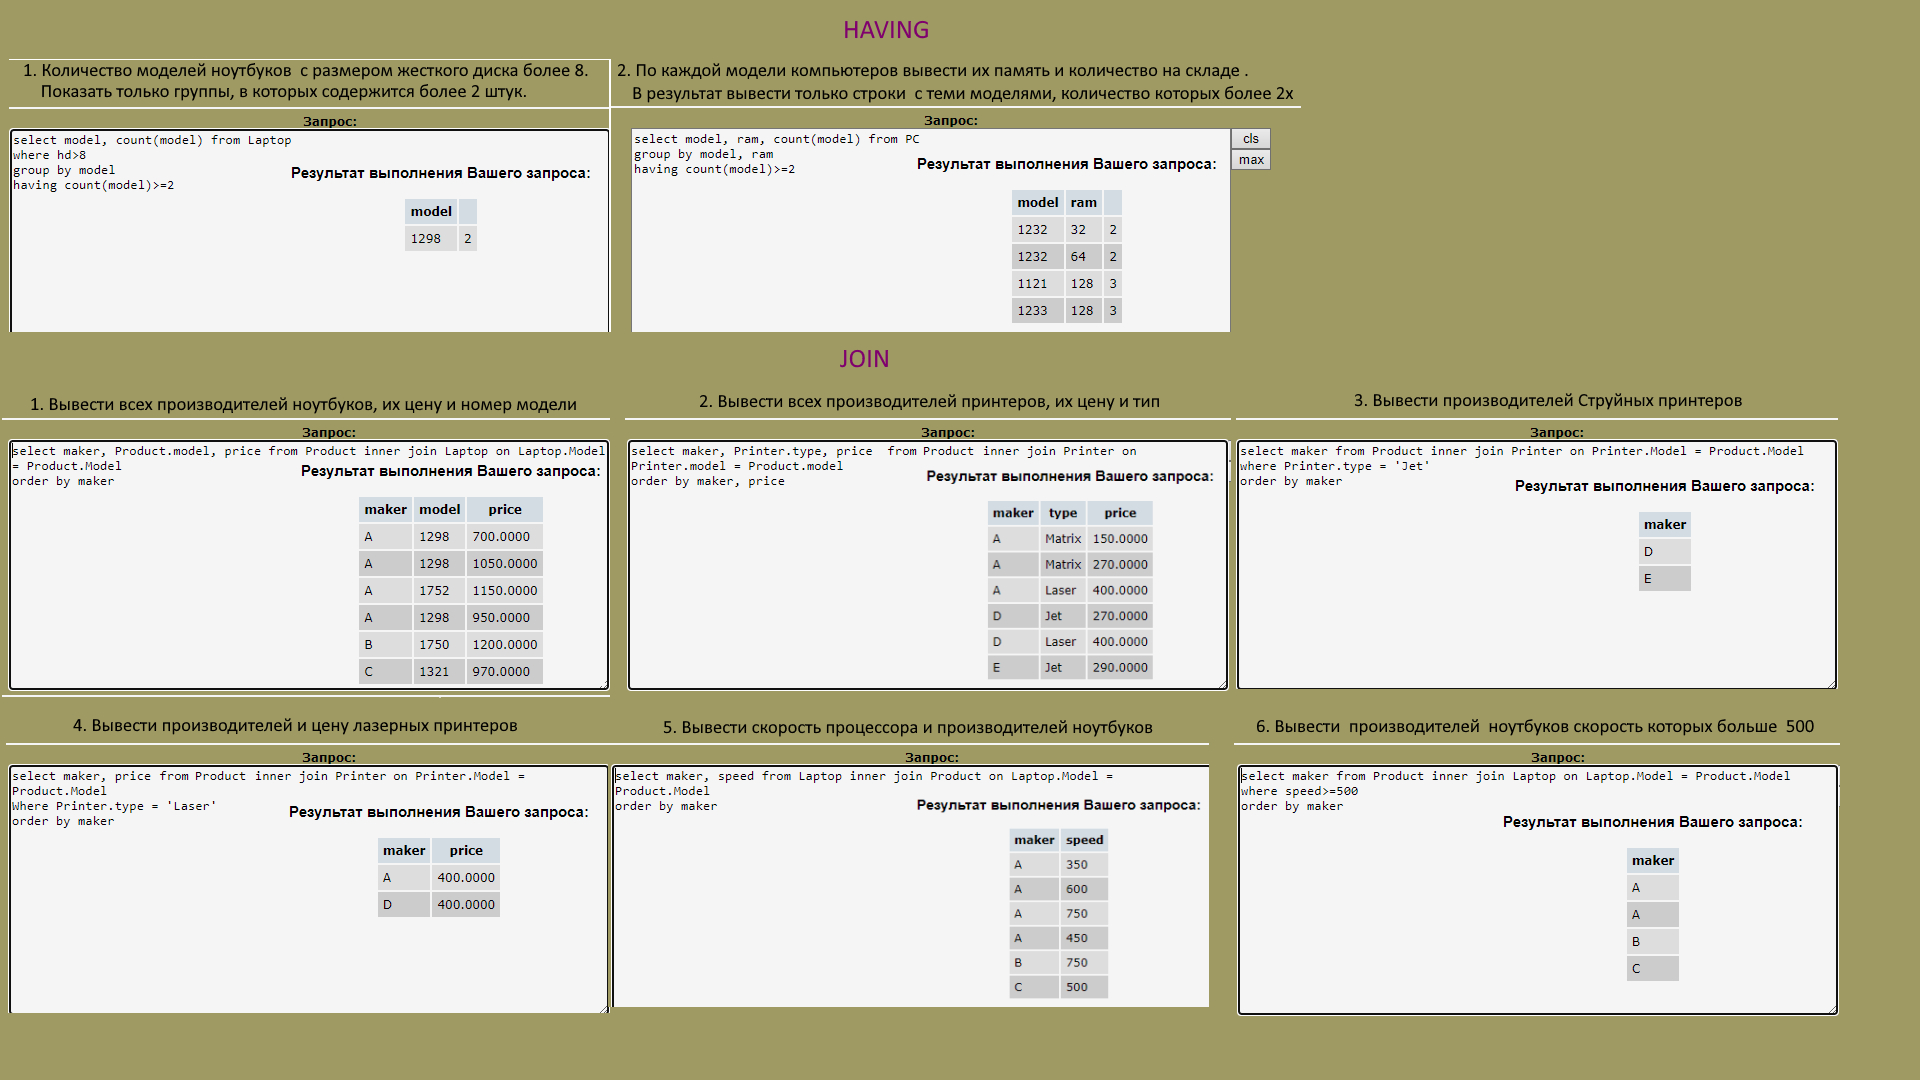 HAVING
1. Количество моделей ноутбуков  с размером жесткого диска более 8.
Показать только группы, в которых содержится более 2 штук.
Запрос:
select model, count(model) from Laptop
where hd>8
group by model
having count(model)>=2
Результат выполнения Вашего запроса:
model
1298 2
2. По каждой модели компьютеров вывести их память и количество на складе .
В результат вывести только строки  с теми моделями, количество которых более 2х
Запрос:
select model, ram, count(model) from PC
group by model, ram
having count(model)>=2
cls
max
Результат выполнения Вашего запроса:
model ram
1232 32 2
1232 64 2
1121 128 3
1233 128 3
JOIN
1. Вывести всех производителей ноутбуков, их цену и номер модели
Запрос:
select maker, Product.model, price from Product inner join Laptop on Laptop.Model
= Product.Model
order by maker
Результат выполнения Вашего запроса:
maker model price
A 1298 700.0000
A 1298 1050.0000
A 1752 1150.0000
A 1298 950.0000
B 1750 1200.0000
C 1321 970.0000
2. Вывести всех производителей принтеров, их цену и тип
Запрос:
select maker, Printer.type, price  from Product inner join Printer on
Printer.model = Product.model
order by maker, price
Результат выполнения Вашего запроса:
maker type price
A Matrix 150.0000
A Matrix 270.0000
A Laser 400.0000
D Jet 270.0000
D Laser 400.0000
E Jet 290.0000
3. Вывести производителей Струйных принтеров
Запрос:
select maker from Product inner join Printer on Printer.Model = Product.Model
where Printer.type = 'Jet'
order by maker
Результат выполнения Вашего запроса:
maker
D
E
4. Вывести производителей и цену лазерных принтеров
Запрос:
select maker, price from Product inner join Printer on Printer.Model =
Product.Model
Where Printer.type = 'Laser'
order by maker
Результат выполнения Вашего запроса:
maker price
A 400.0000
D 400.0000
5. Вывести скорость процессора и производителей ноутбуков
Запрос:
select maker, speed from Laptop inner join Product on Laptop.Model =
Product.Model
order by maker
Результат выполнения Вашего запроса:
maker speed
A 350
A 600
A 750
A 450
B 750
C 500
6. Вывести  производителей  ноутбуков скорость которых больше  500
Запрос:
select maker from Product inner join Laptop on Laptop.Model = Product.Model
where speed>=500
order by maker
Результат выполнения Вашего запроса:
maker
A
A
B
C